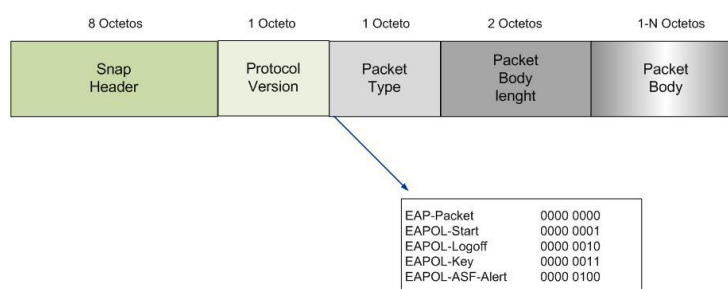 8 Octetos 1 Octeto 1 Octeto 2 Octetos 1-N Octetos
Snap Header
Protocol Version
Packet Type
Packet Body lenght
Packet Body
EAP-Packet 0000 0000
EAPOL-Start 0000 0001
EAPOL-Logoff 0000 0010
EAPOL-Key 0000 0011
EAPOL-ASF-Alert 0000 0100